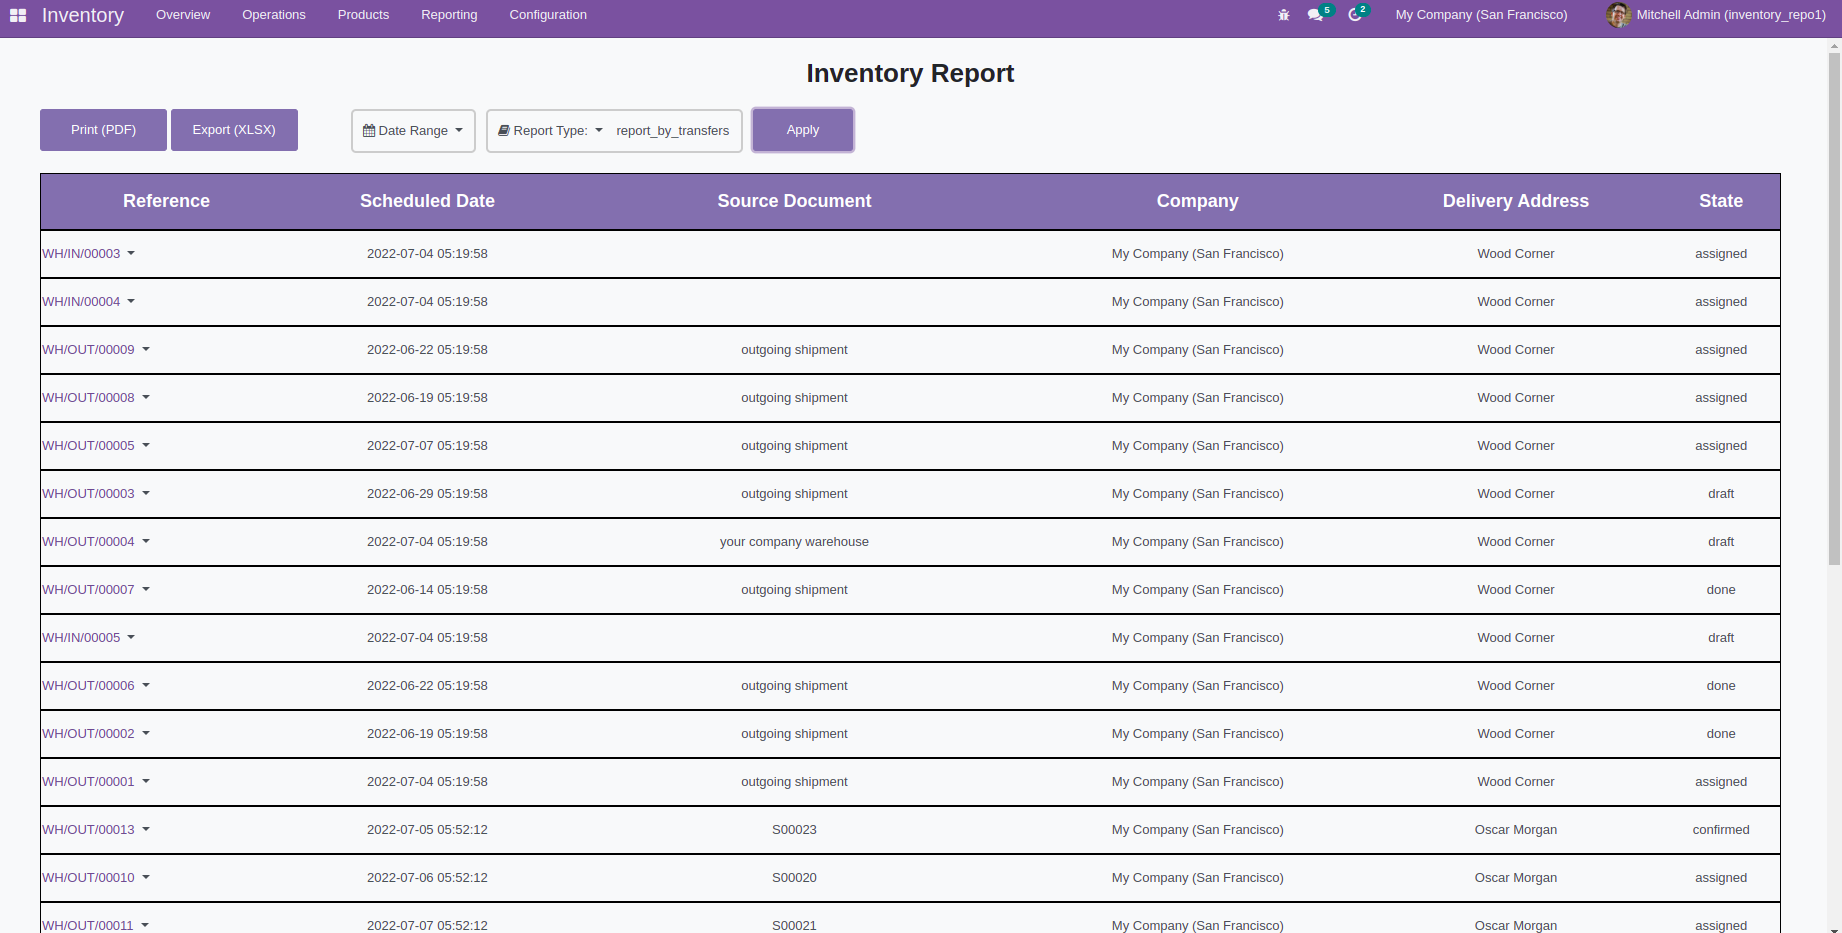 Inventory Overview Operations Products Reporting Configuration 5 2 My Company (San Francisco) Mitchell Admin (inventory_repo1)
Inventory Report
Print (PDF) Export (XLSX) Date Range Report Type: report_by_transfers Apply
Reference Scheduled Date Source Document Company Delivery Address State
WH/IN/00003 2022-07-04 05:19:58 My Company (San Francisco) Wood Corner assigned
WH/IN/00004 2022-07-04 05:19:58 My Company (San Francisco) Wood Corner assigned
WH/OUT/00009 2022-06-22 05:19:58 outgoing shipment My Company (San Francisco) Wood Corner assigned
WH/OUT/00008 2022-06-19 05:19:58 outgoing shipment My Company (San Francisco) Wood Corner assigned
WH/OUT/00005 2022-07-07 05:19:58 outgoing shipment My Company (San Francisco) Wood Corner assigned
WH/OUT/00003 2022-06-29 05:19:58 outgoing shipment My Company (San Francisco) Wood Corner draft
WH/OUT/00004 2022-07-04 05:19:58 your company warehouse My Company (San Francisco) Wood Corner draft
WH/OUT/00007 2022-06-14 05:19:58 outgoing shipment My Company (San Francisco) Wood Corner done
WH/IN/00005 2022-07-04 05:19:58 My Company (San Francisco) Wood Corner draft
WH/OUT/00006 2022-06-22 05:19:58 outgoing shipment My Company (San Francisco) Wood Corner done
WH/OUT/00002 2022-06-19 05:19:58 outgoing shipment My Company (San Francisco) Wood Corner done
WH/OUT/00001 2022-07-04 05:19:58 outgoing shipment My Company (San Francisco) Wood Corner assigned
WH/OUT/00013 2022-07-05 05:52:12 S00023 My Company (San Francisco) Oscar Morgan confirmed
WH/OUT/00010 2022-07-06 05:52:12 S00020 My Company (San Francisco) Oscar Morgan assigned
WH/OUT/00011 2022-07-07 05:52:12 S00021 My Company (San Francisco) Oscar Morgan assigned